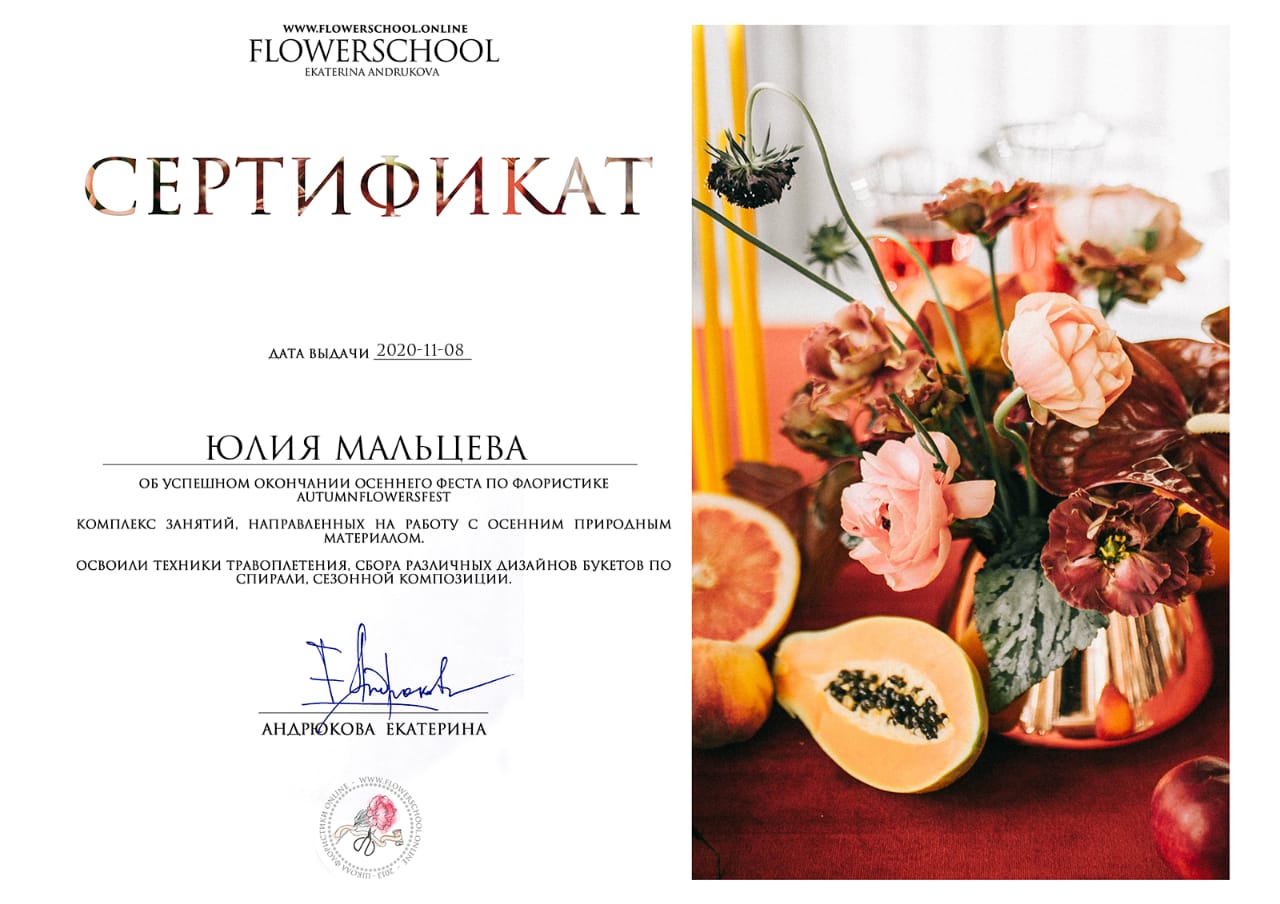 WWW.FLOWERSCHOOL.ONLINE
FLOWERSCHOOL
EKATERINA ANDRUKOVA
СЕРТИФИКАТ
ДАТА ВЫДАЧИ 2020-11-08
ЮЛИЯ МАЛЬЦЕВА
ОБ УСПЕШНОМ ОКОНЧАНИИ ОСЕННЕГО ФЕСТА ПО ФЛОРИСТИКЕ
AUTUMNFLOWERSFEST
КОМПЛЕКС ЗАНЯТИЙ, НАПРАВЛЕННЫХ НА РАБОТУ С ОСЕННИМ ПРИРОДНЫМ
МАТЕРИАЛОМ.
ОСВОИЛИ ТЕХНИКИ ТРАВОПЛЕТЕНИЯ, СБОРА РАЗЛИЧНЫХ ДИЗАЙНОВ БУКЕТОВ ПО
СПИРАЛИ, СЕЗОННОЙ КОМПОЗИЦИИ.
АНДРЮКОВА ЕКАТЕРИНА
WWW.FLOWERSCHOOL.ONLINE - 2013 - ШКОЛА ФЛОРИСТИКИ ONLINE -